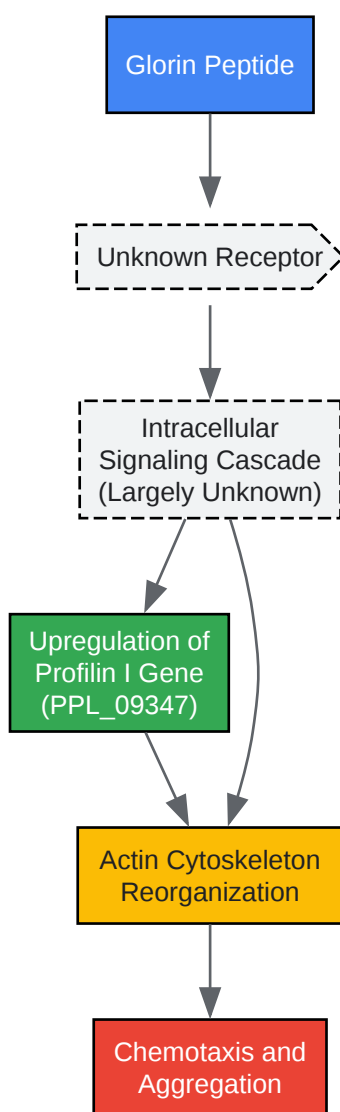 Glorin Peptide
Unknown Receptor
Intracellular
Signaling Cascade
(Largely Unknown)
Upregulation of
Profilin I Gene
(PPL_09347)
Actin Cytoskeleton
Reorganization
Chemotaxis and
Aggregation